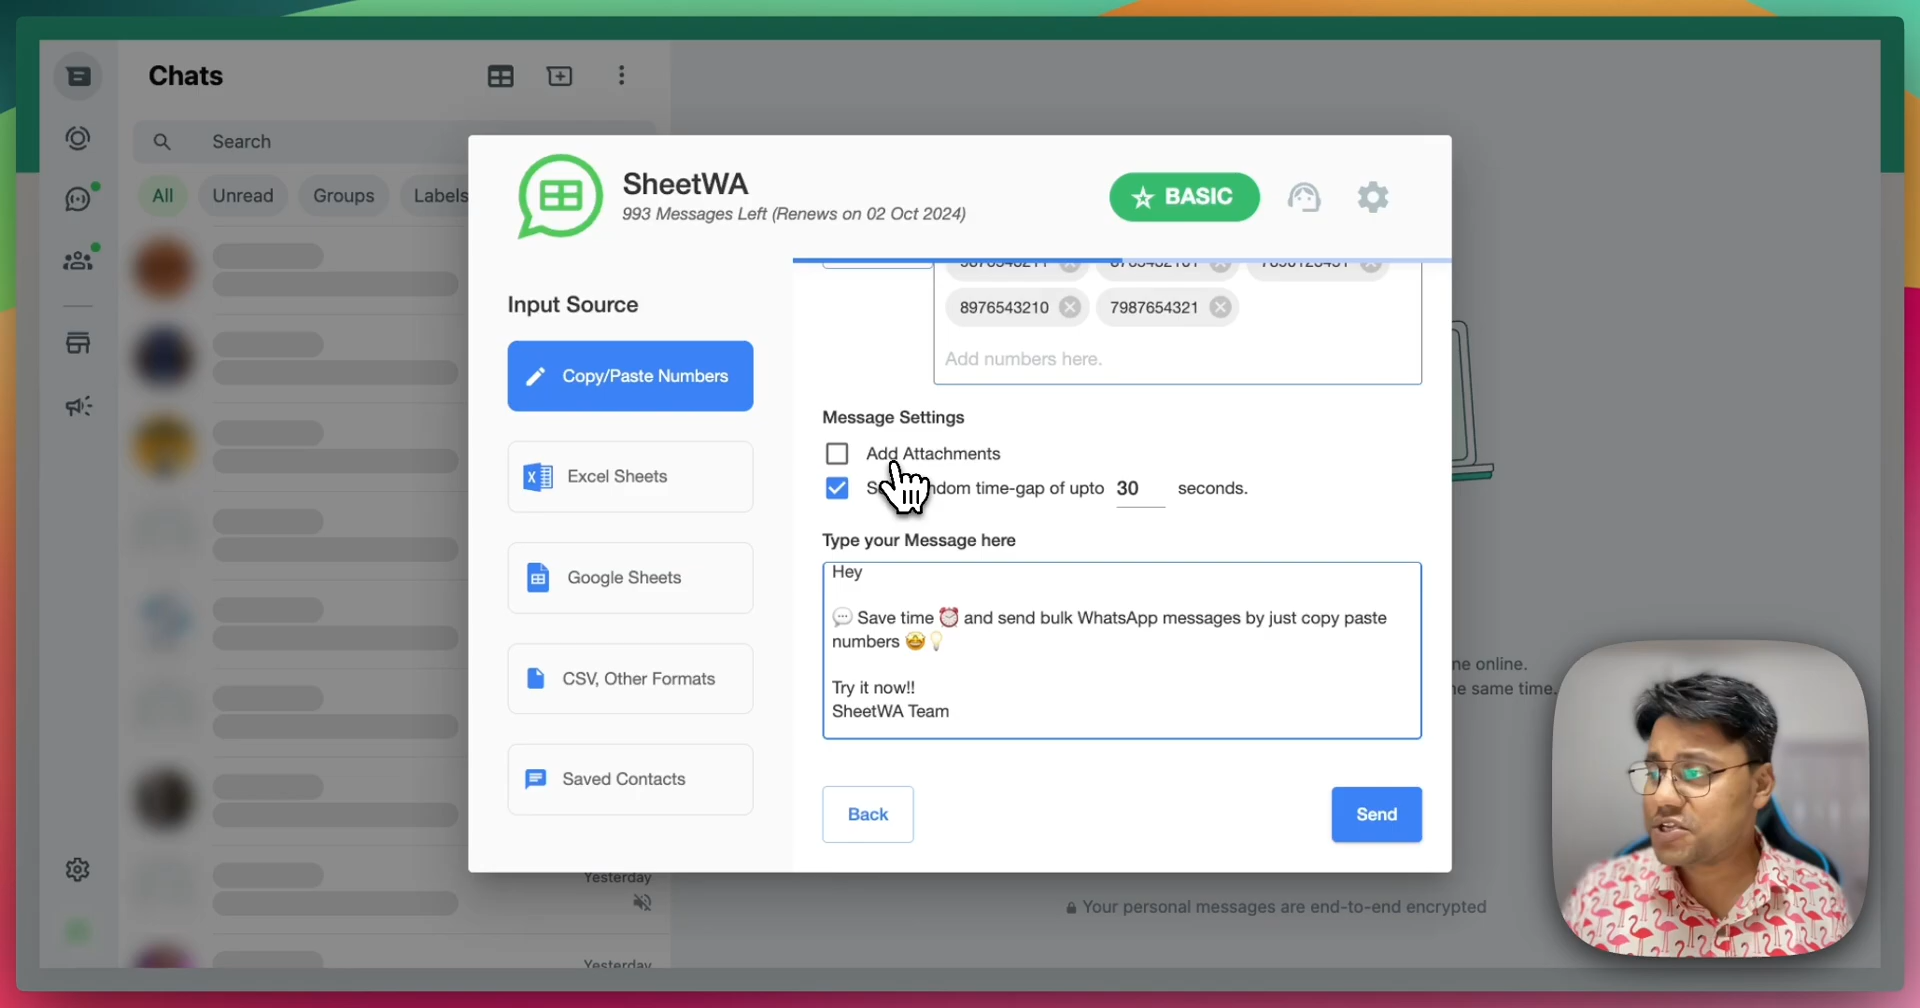 Chats
Search
All
Unread
Groups
Labels
SheetWA
993 Messages Left (Renews on 02 Oct 2024)
BASIC
Input Source
Copy/Paste Numbers
Excel Sheets
Google Sheets
CSV, Other Formats
Saved Contacts
8976543210
7987654321
Add numbers here.
Message Settings
Add Attachments
ndom time-gap of upto 30 seconds.
Type your Message here
Hey
💬 Save time ⏰ and send bulk WhatsApp messages by just copy paste
numbers 🤩💡
Try it now!!
SheetWA Team
Back
Send
ne online.
e same time.
Yesterday
Yesterday
Your personal messages are end-to-end encrypted